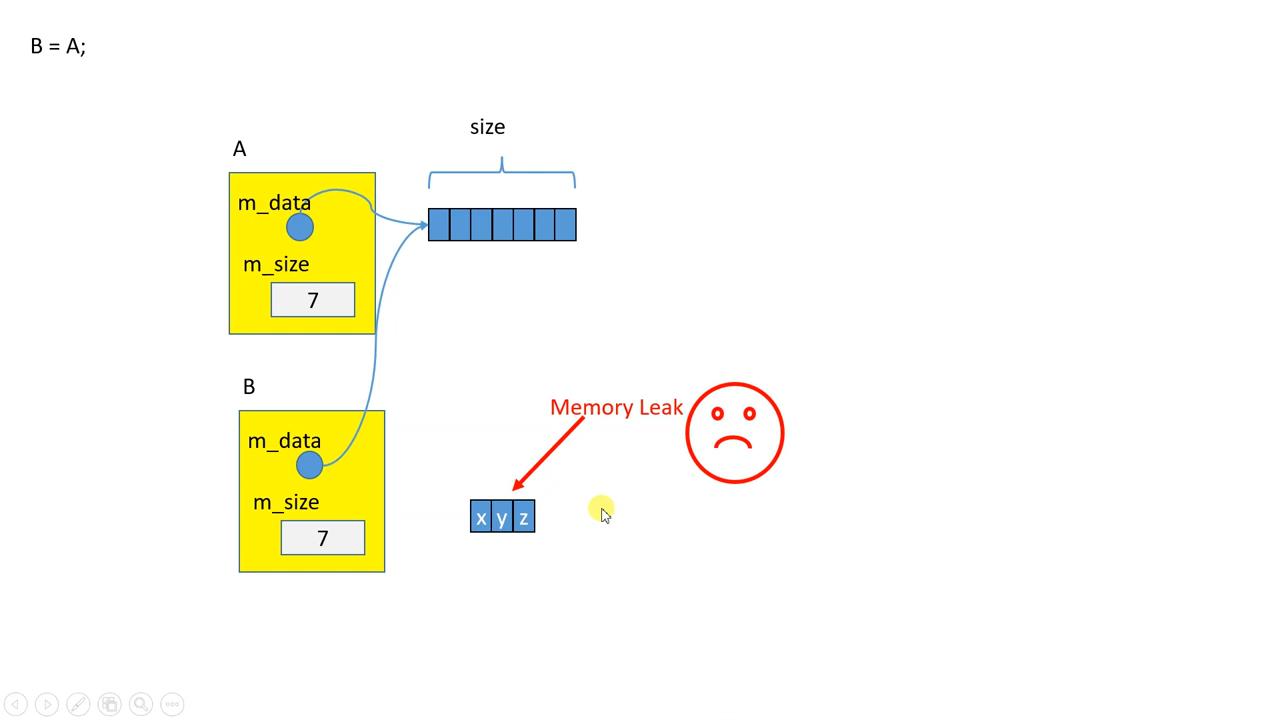 B = A;
size
A
m_data
m_size
7
B
m_data
m_size
7
Memory Leak
x y z